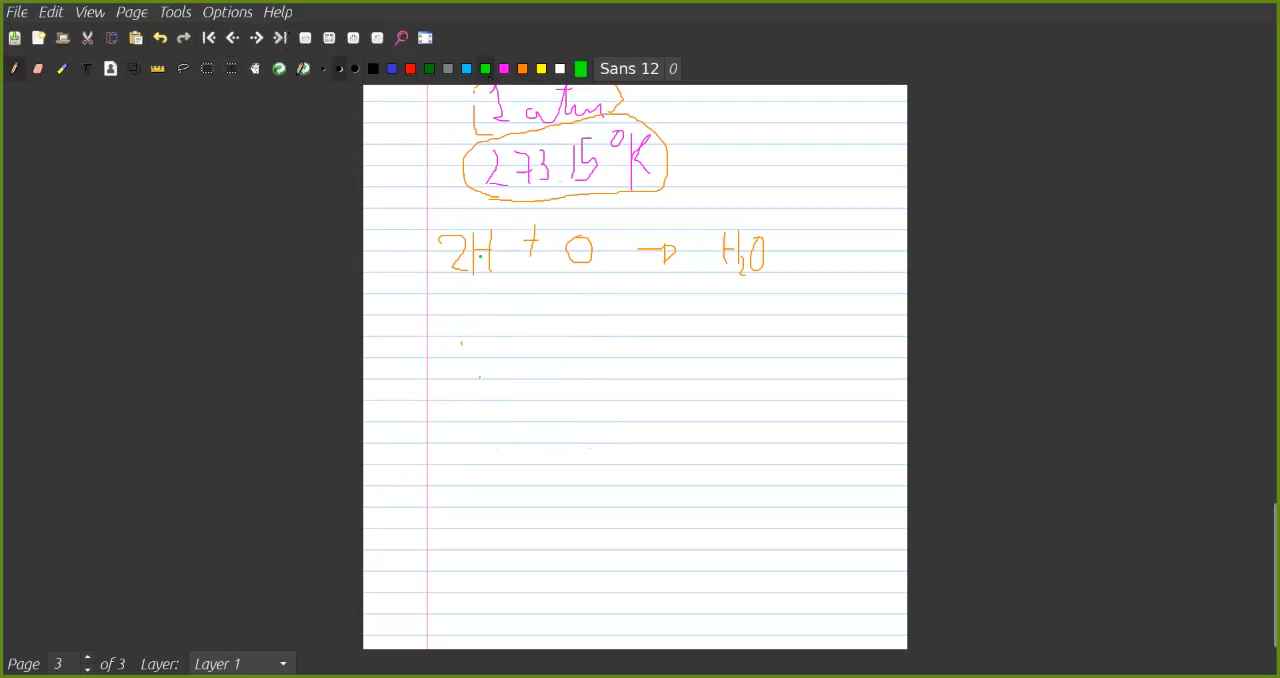 File Edit View Page Tools Options Help
Sans 12 0
1 atm
273.15°K
2H + O → H₂O
Page 3 of 3 Layer: Layer 1